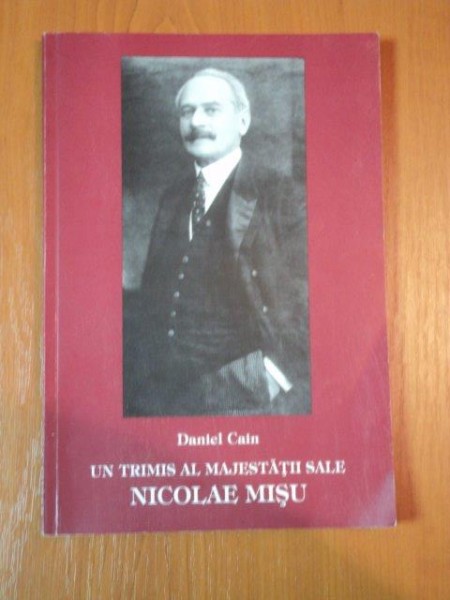 Daniel Cain
UN TRIMIS AL MAJESTĂȚII SALE
NICOLAE MIȘU